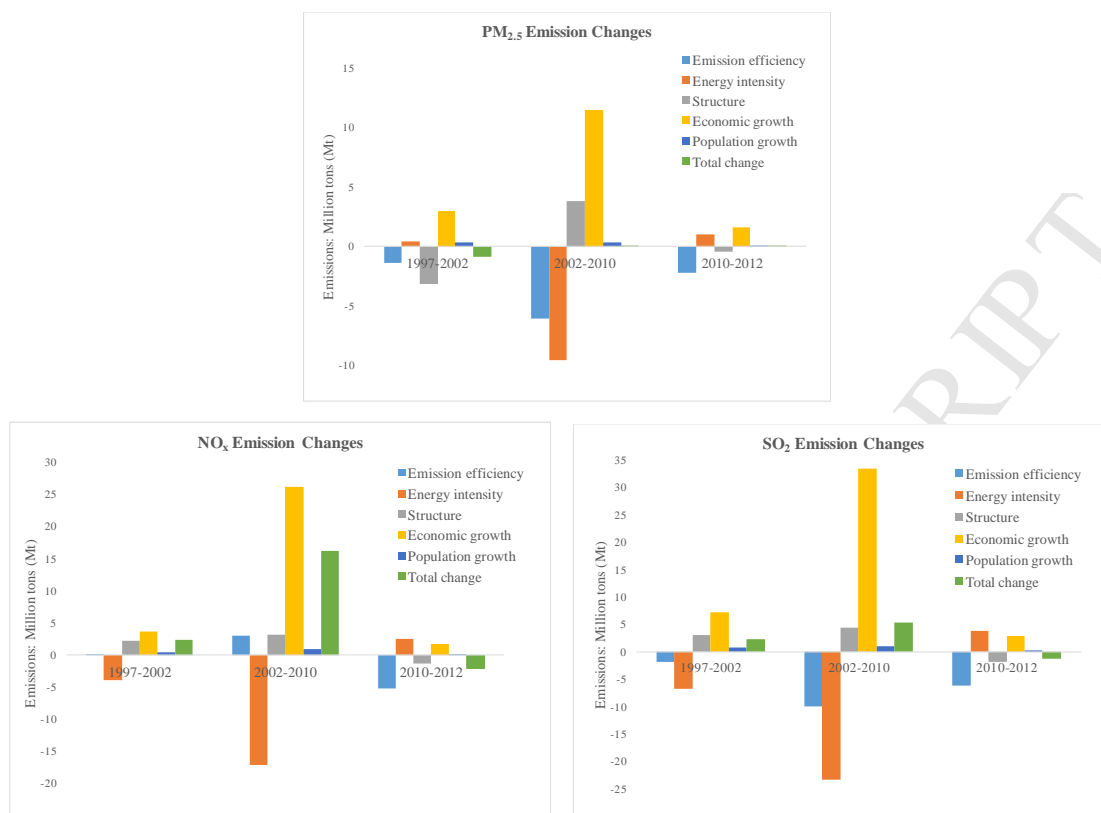 PM2.5 Emission Changes
Emissions: Million tons (Mt)
15
10
5
0
-5
-10
1997-2002
2002-2010
2010-2012
Emission efficiency
Energy intensity
Structure
Economic growth
Population growth
Total change
NOx Emission Changes
Emissions: Million tons (Mt)
30
25
20
15
10
5
0
-5
-10
-15
-20
1997-2002
2002-2010
2010-2012
Emission efficiency
Energy intensity
Structure
Economic growth
Population growth
Total change
SO2 Emission Changes
Emissions: Million tons (Mt)
35
30
25
20
15
10
5
0
-5
-10
-15
-20
-25
1997-2002
2002-2010
2010-2012
Emission efficiency
Energy intensity
Structure
Economic growth
Population growth
Total change
RIPT